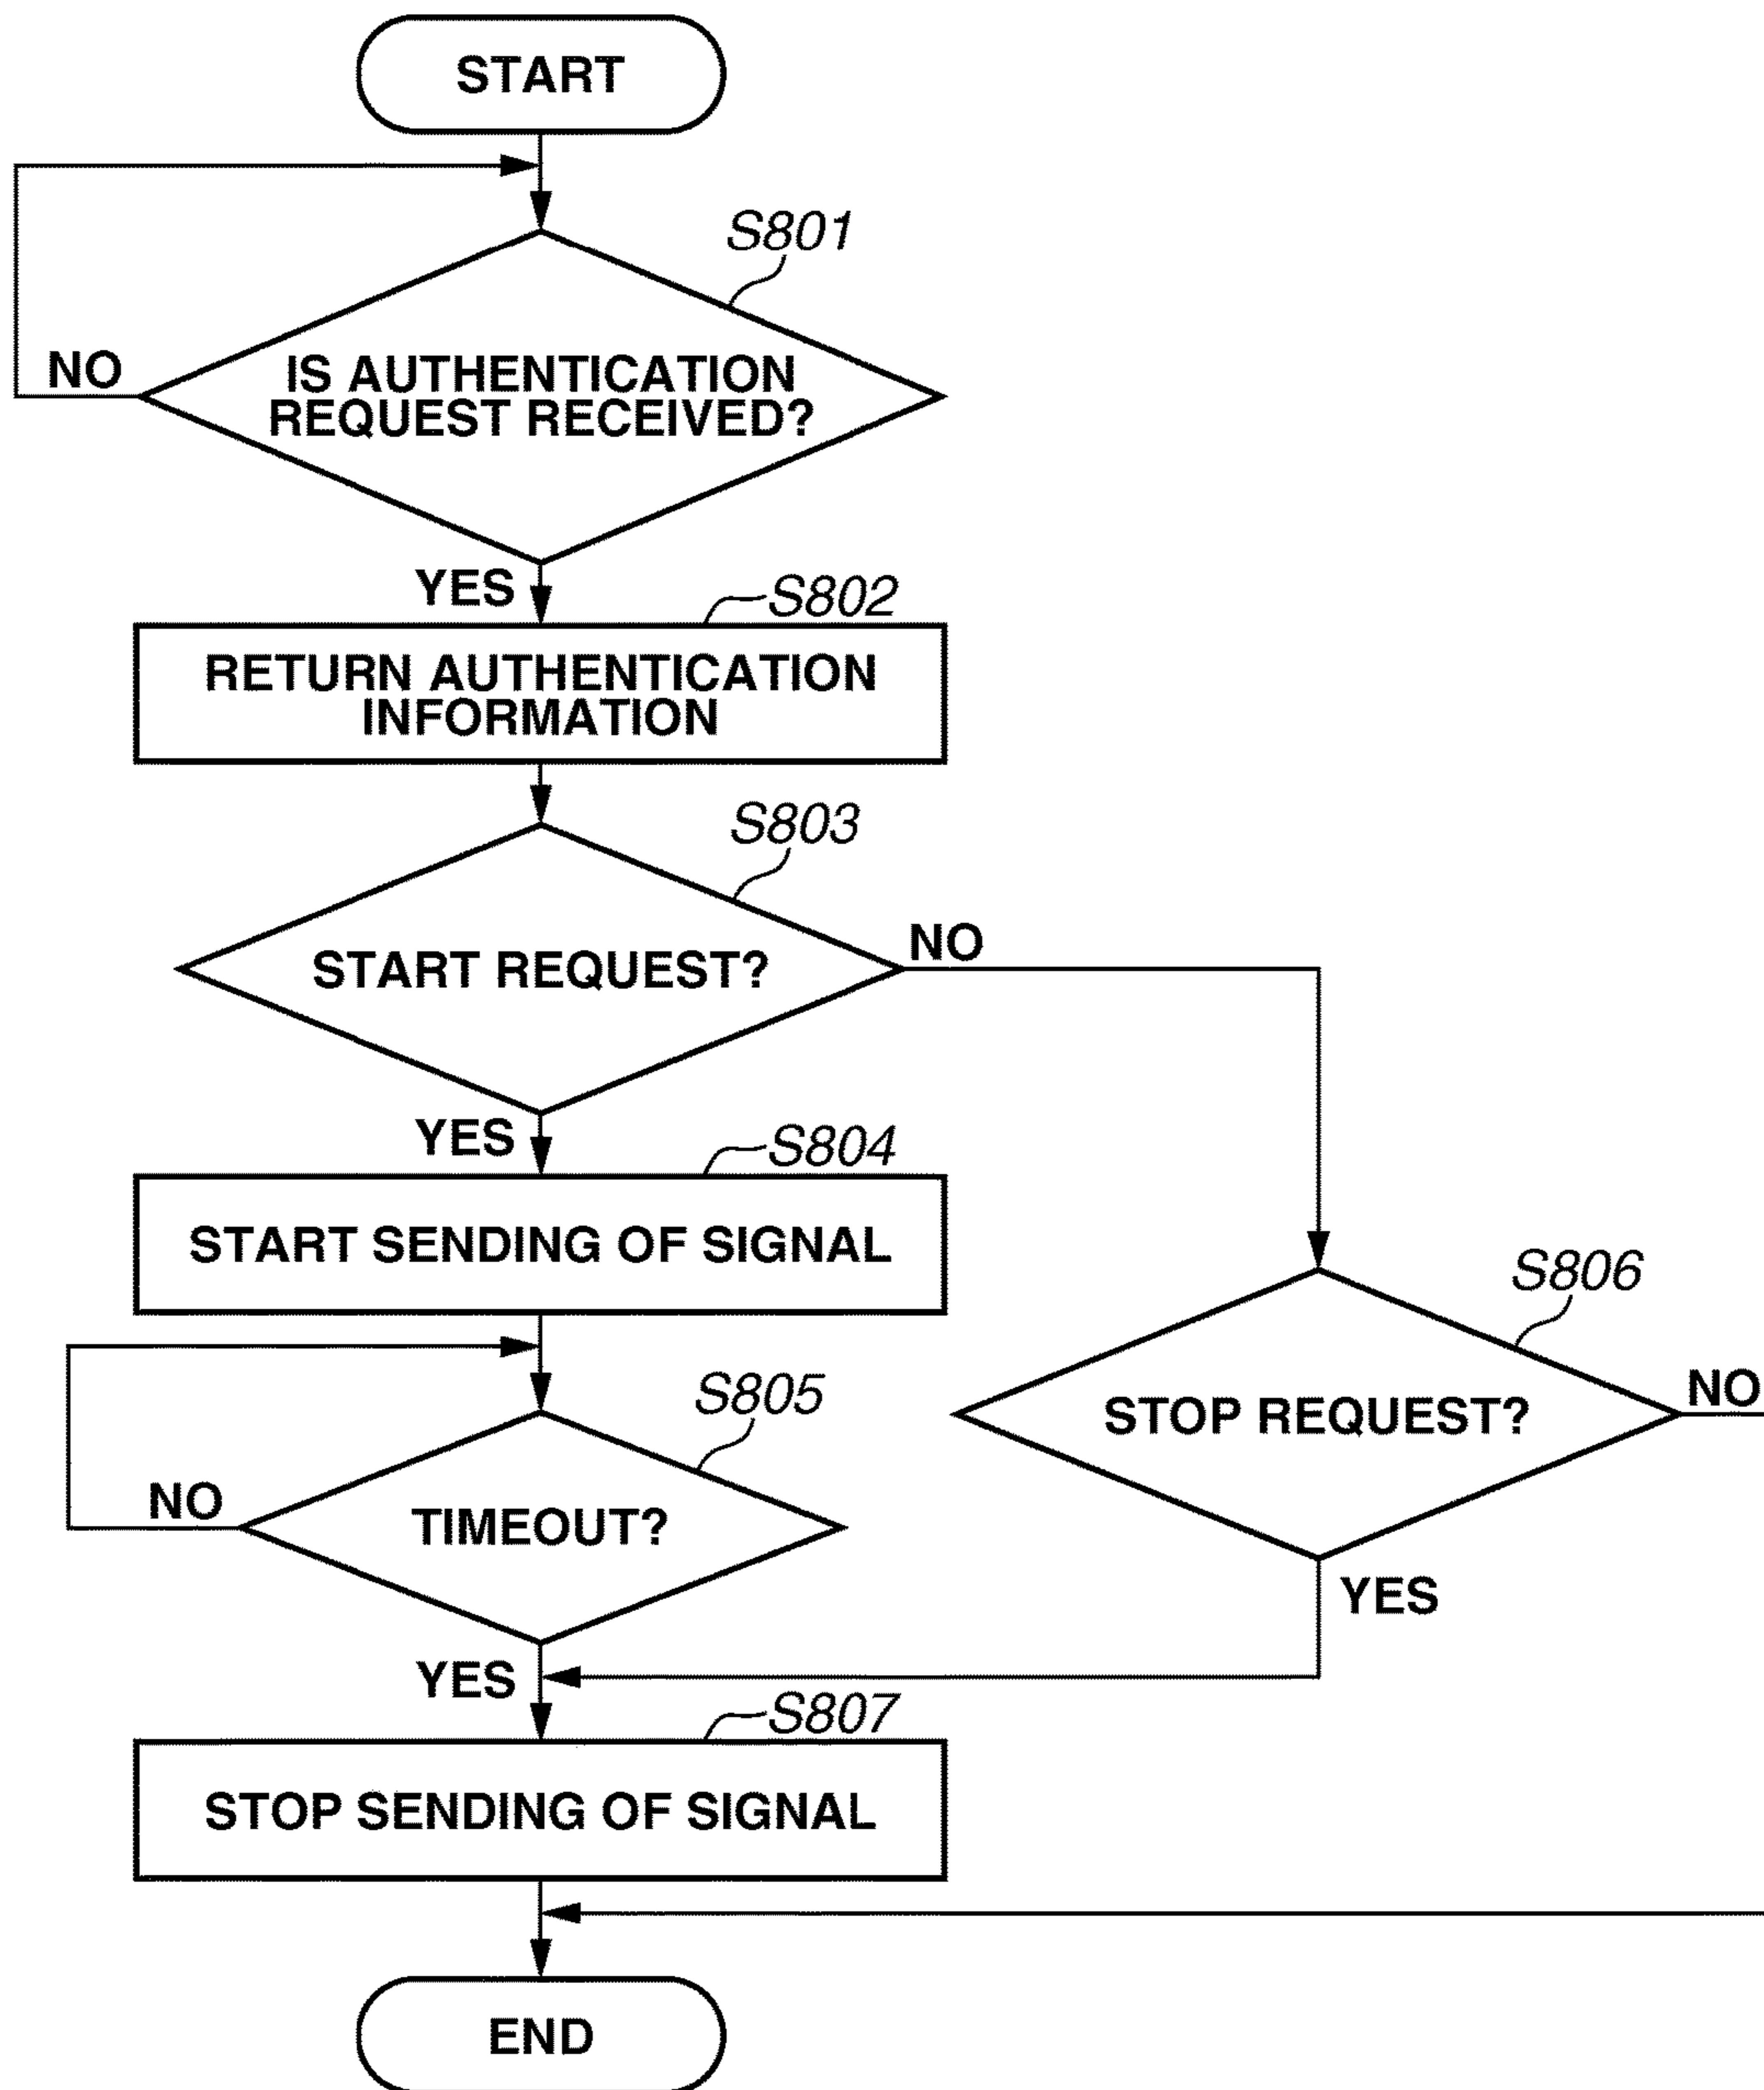 START
S801
NO
IS AUTHENTICATION
REQUEST RECEIVED?
YES
S802
RETURN AUTHENTICATION
INFORMATION
S803
START REQUEST?
NO
YES
S804
START SENDING OF SIGNAL
S806
STOP REQUEST?
NO
S805
NO
TIMEOUT?
YES
YES
S807
STOP SENDING OF SIGNAL
END